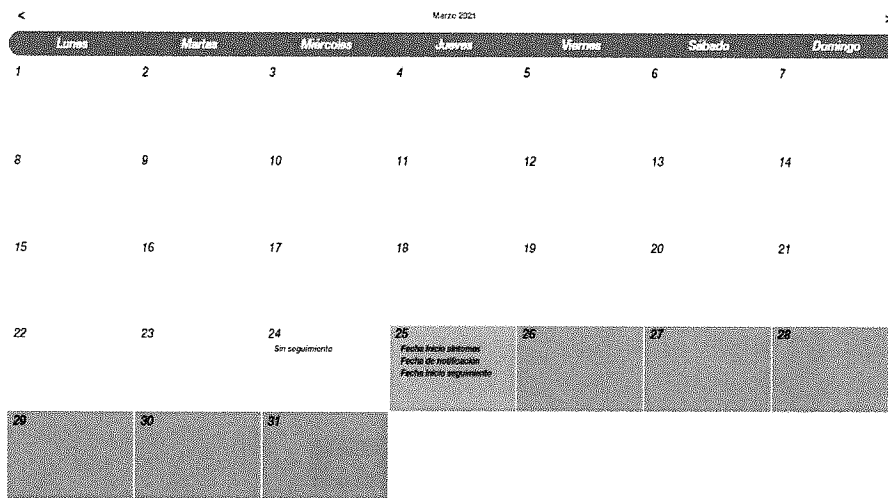 <
Marzo 2021
>
Lunes Martes Miércoles Jueves Viernes Sábado Domingo
1 2 3 4 5 6 7
8 9 10 11 12 13 14
15 16 17 18 19 20 21
22 23 24 25 26 27 28
Sin seguimiento
Fecha inicio síntomas
Fecha de notificación
Fecha inicio seguimiento
29 30 31